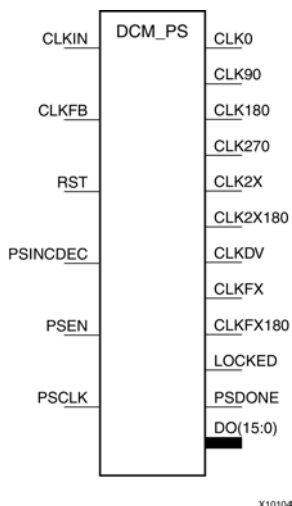 DCM_PS
CLKIN
CLKFB
RST
PSINCDEC
PSEN
PSCLK
CLK0
CLK90
CLK180
CLK270
CLK2X
CLK2X180
CLKDV
CLKFX
CLKFX180
LOCKED
PSDONE
DO(15:0)
X10104